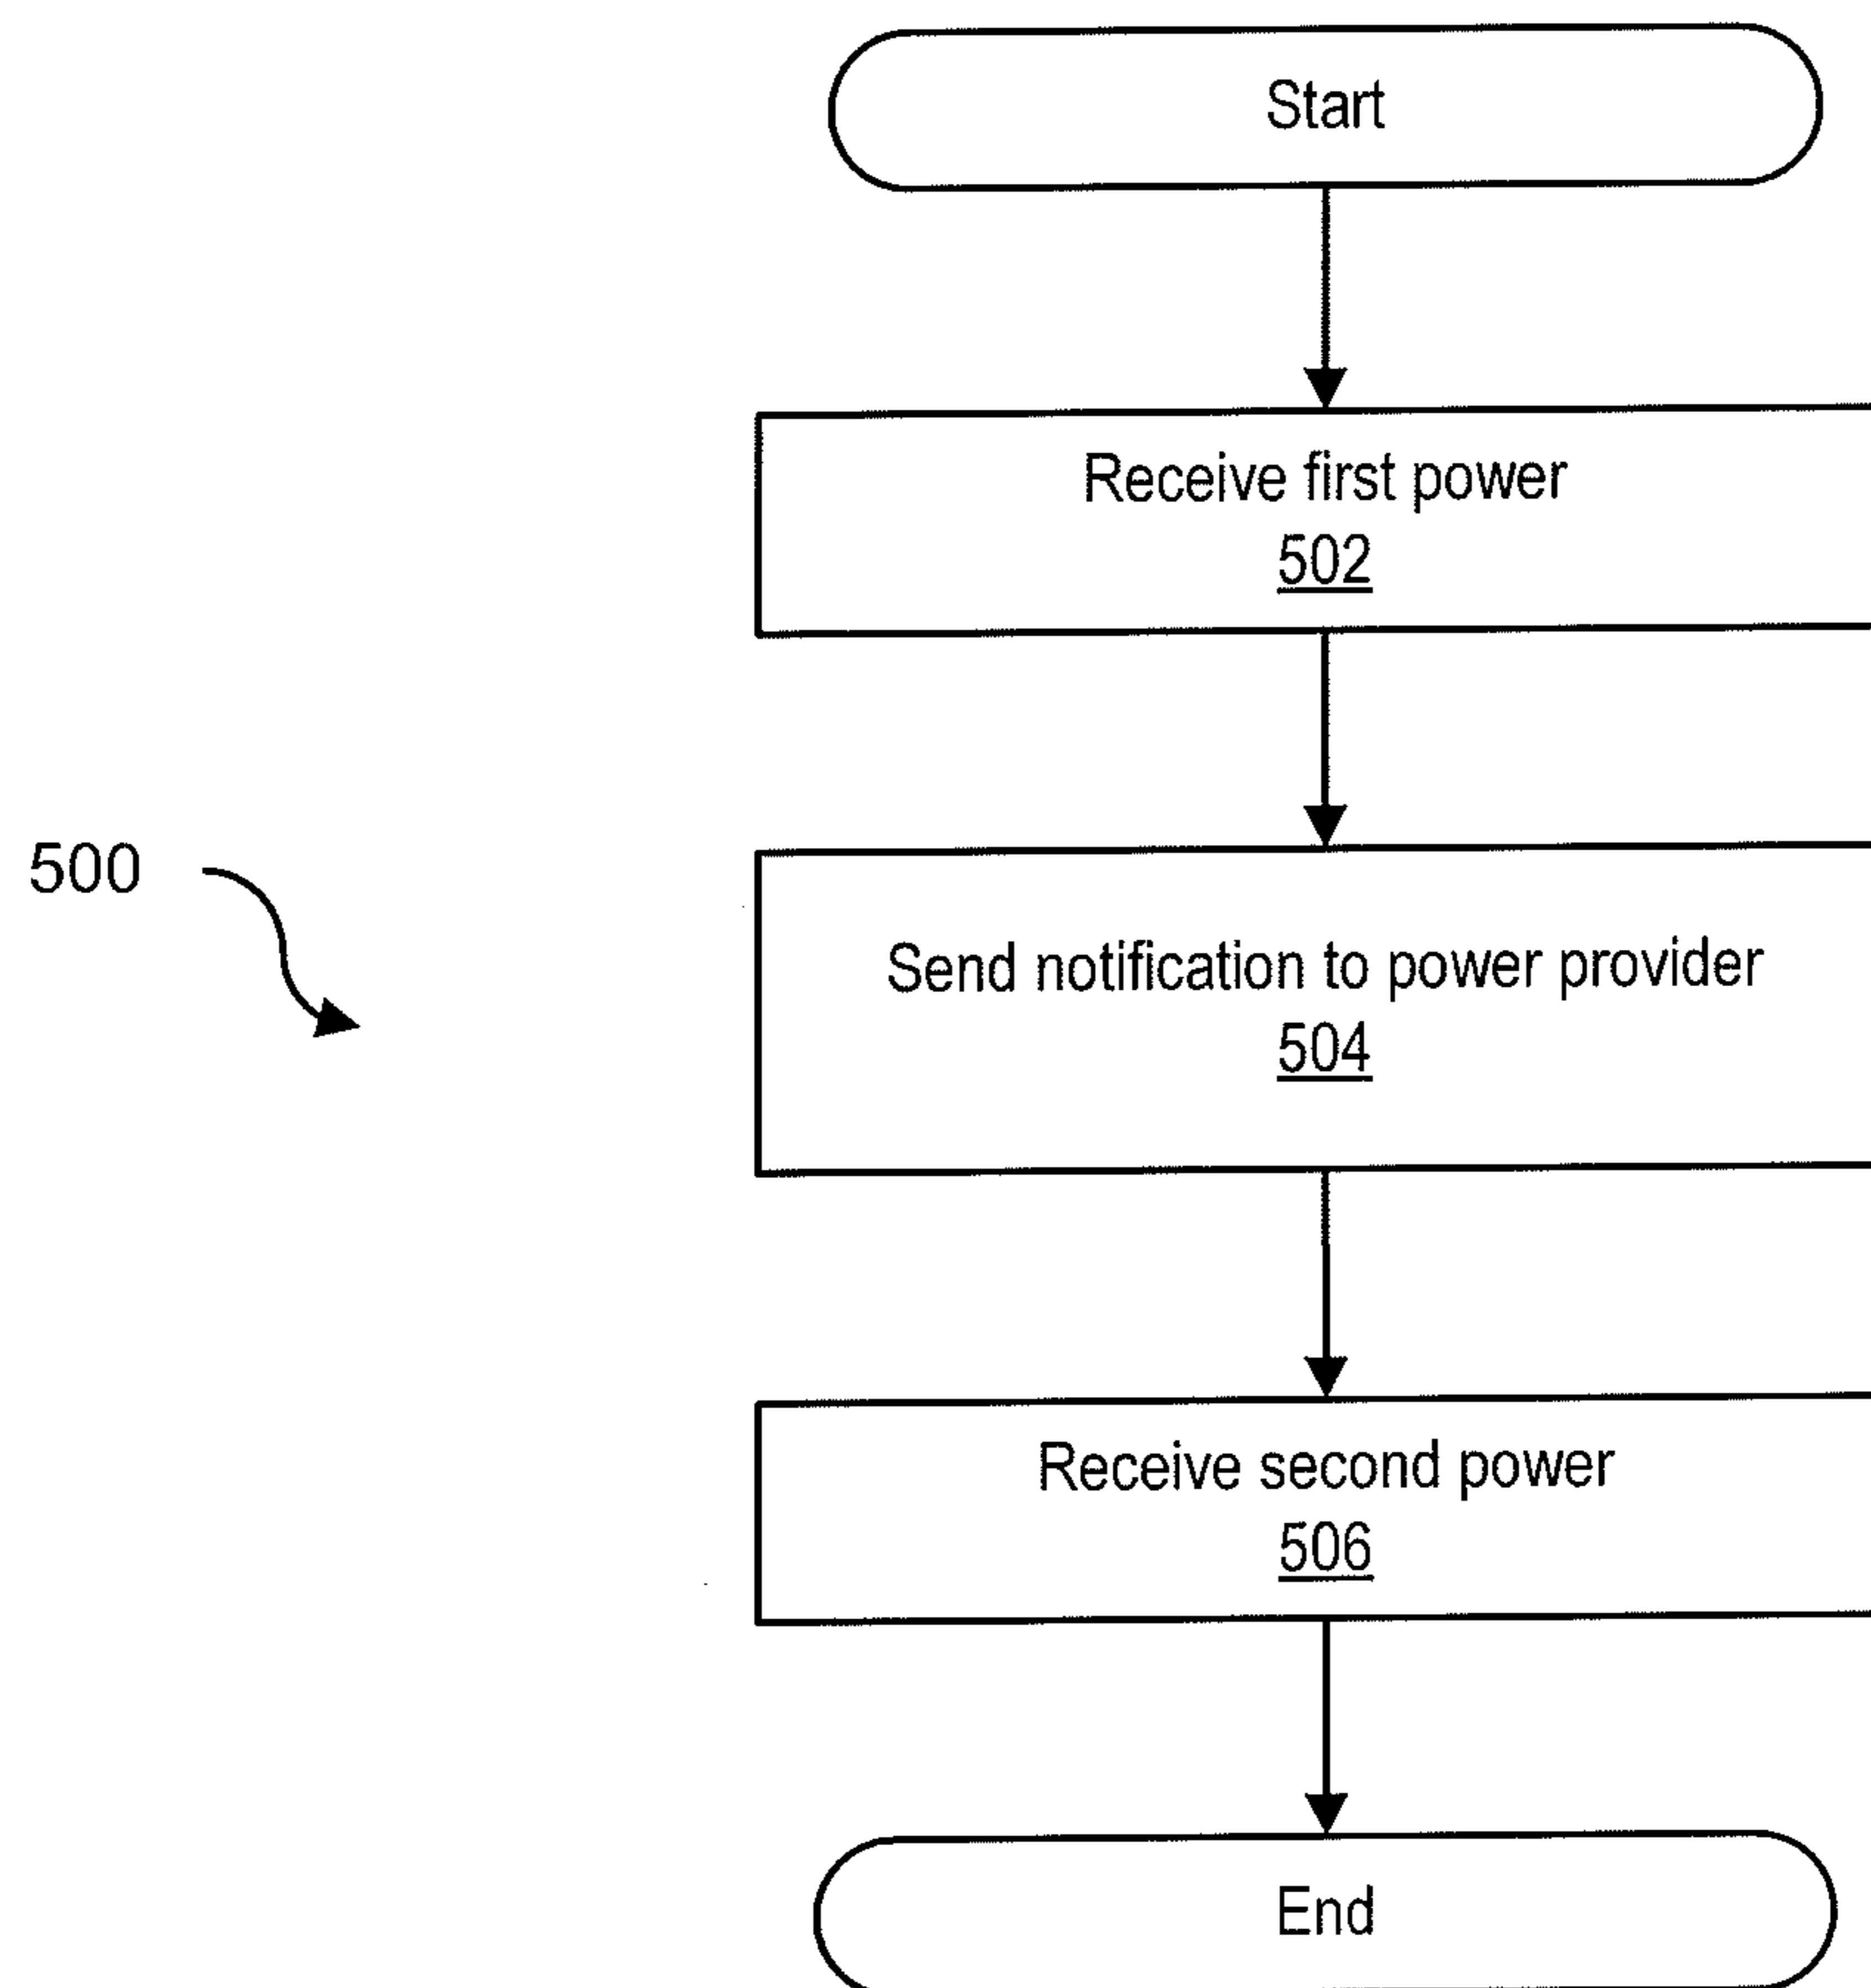 Start
Receive first power
502
500
Send notification to power provider
504
Receive second power
506
End